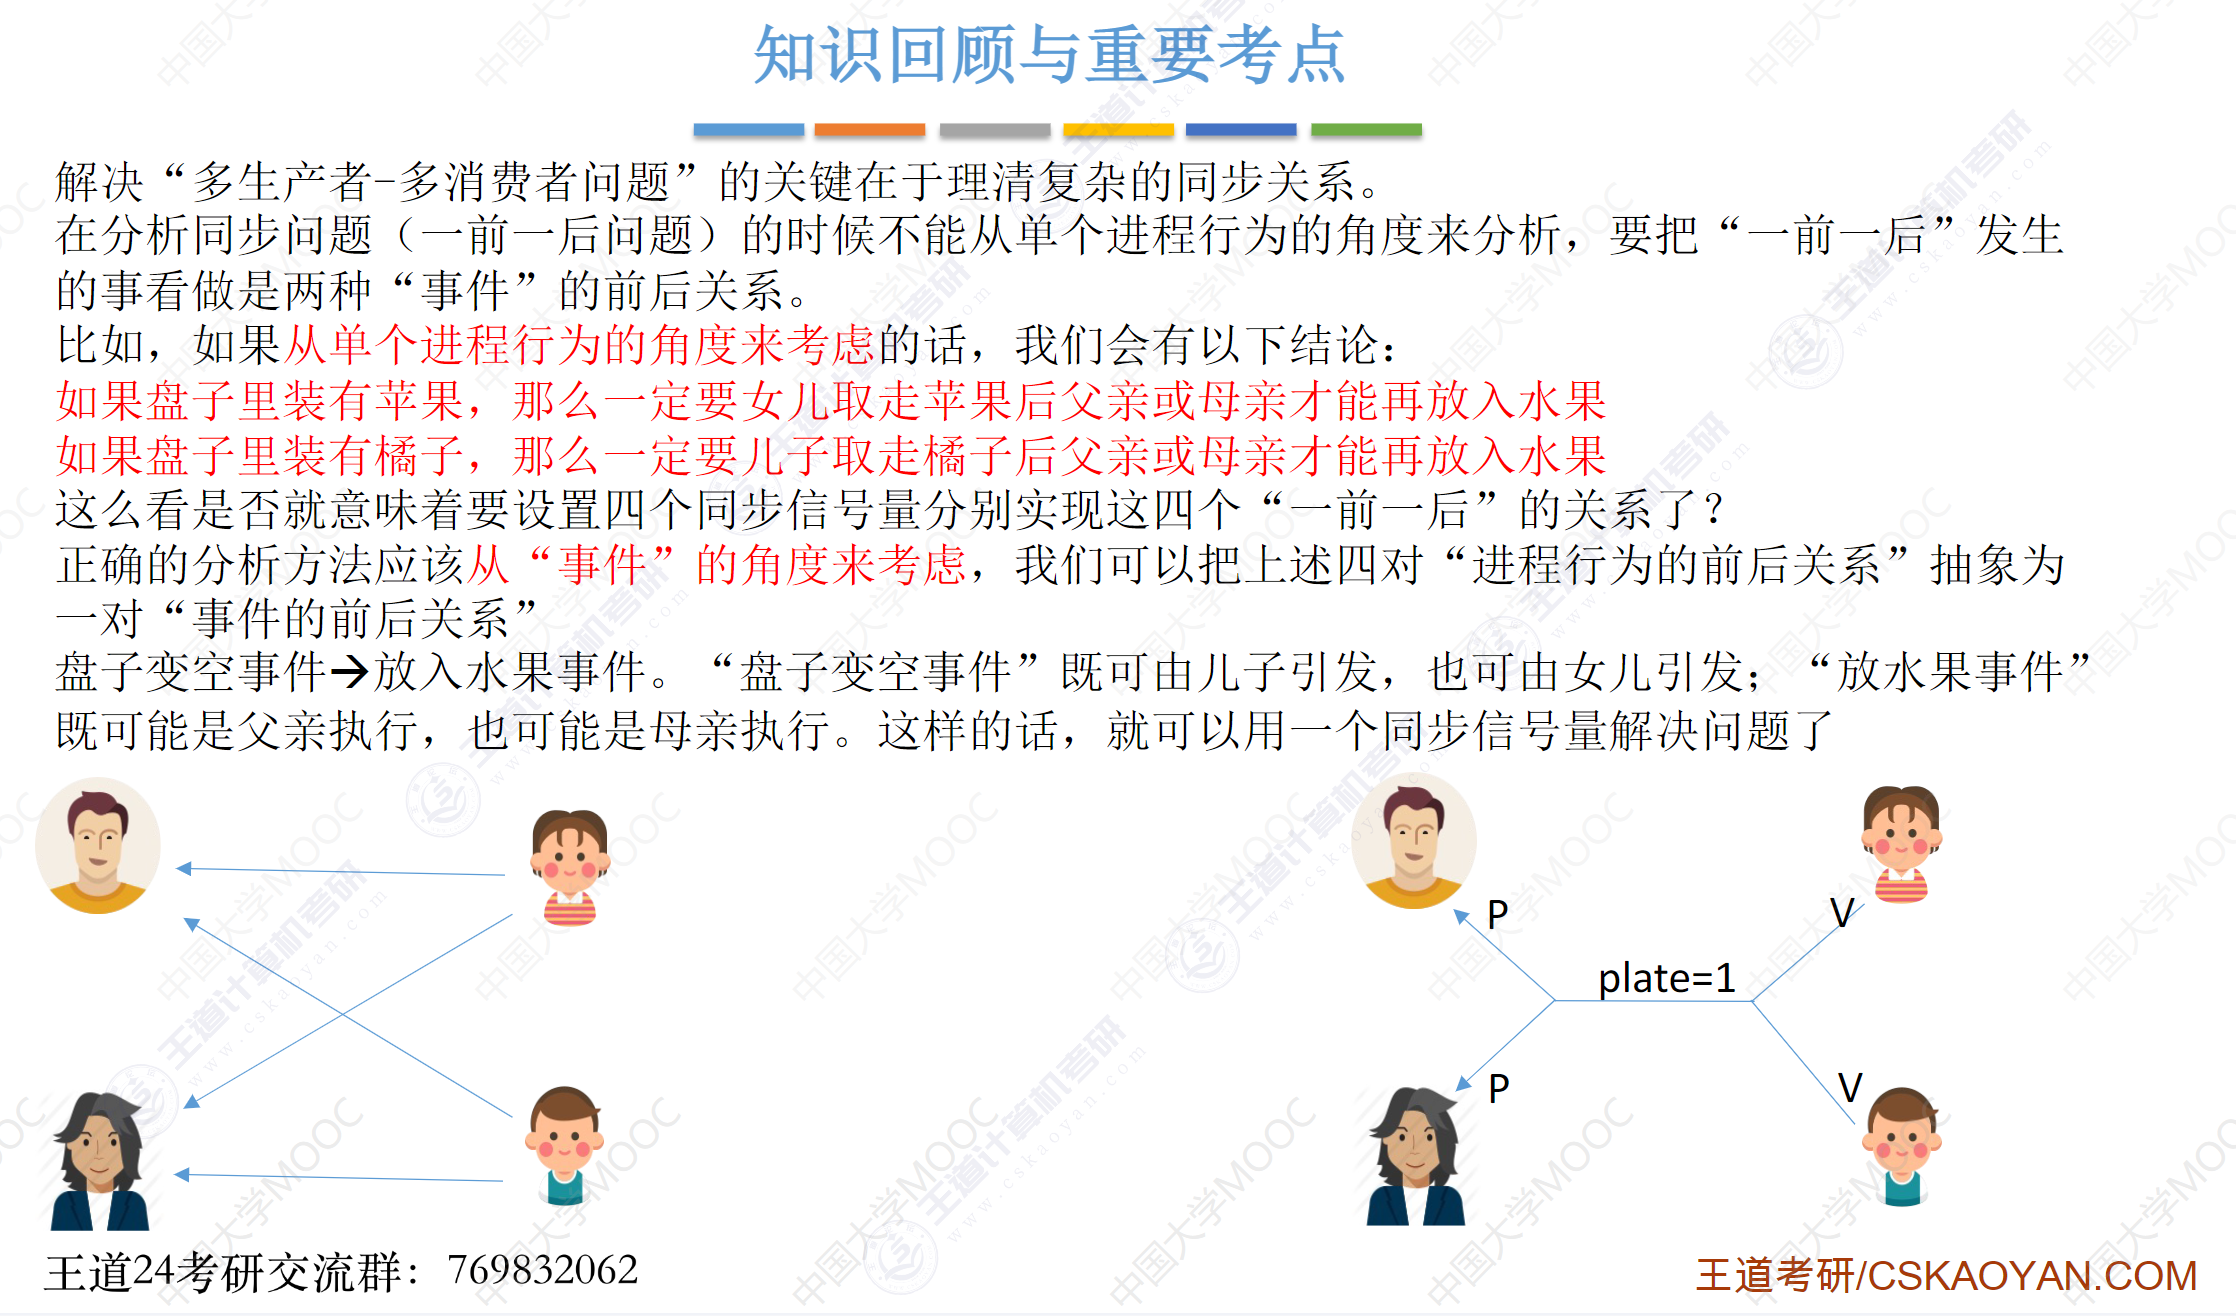 知识回顾与重要考点
解决“多生产者-多消费者问题”的关键在于理清复杂的同步关系。
在分析同步问题（一前一后问题）的时候不能从单个进程行为的角度来分析，要把“一前一后”发生
的事看做是两种“事件”的前后关系。
比如，如果从单个进程行为的角度来考虑的话，我们会有以下结论：
如果盘子里装有苹果，那么一定要女儿取走苹果后父亲或母亲才能再放入水果
如果盘子里装有橘子，那么一定要儿子取走橘子后父亲或母亲才能再放入水果
这么看是否就意味着要设置四个同步信号量分别实现这四个“一前一后”的关系了？
正确的分析方法应该从“事件”的角度来考虑，我们可以把上述四对“进程行为的前后关系”抽象为
一对“事件的前后关系”
盘子变空事件→放入水果事件。“盘子变空事件”既可由儿子引发，也可由女儿引发；“放水果事件”
既可能是父亲执行，也可能是母亲执行。这样的话，就可以用一个同步信号量解决问题了
P
V
plate=1
P
V
王道24考研交流群：769832062
王道考研/CSKAOYAN.COM
中国大学MOOC
王道计算机考研
www.cskaoyan.com